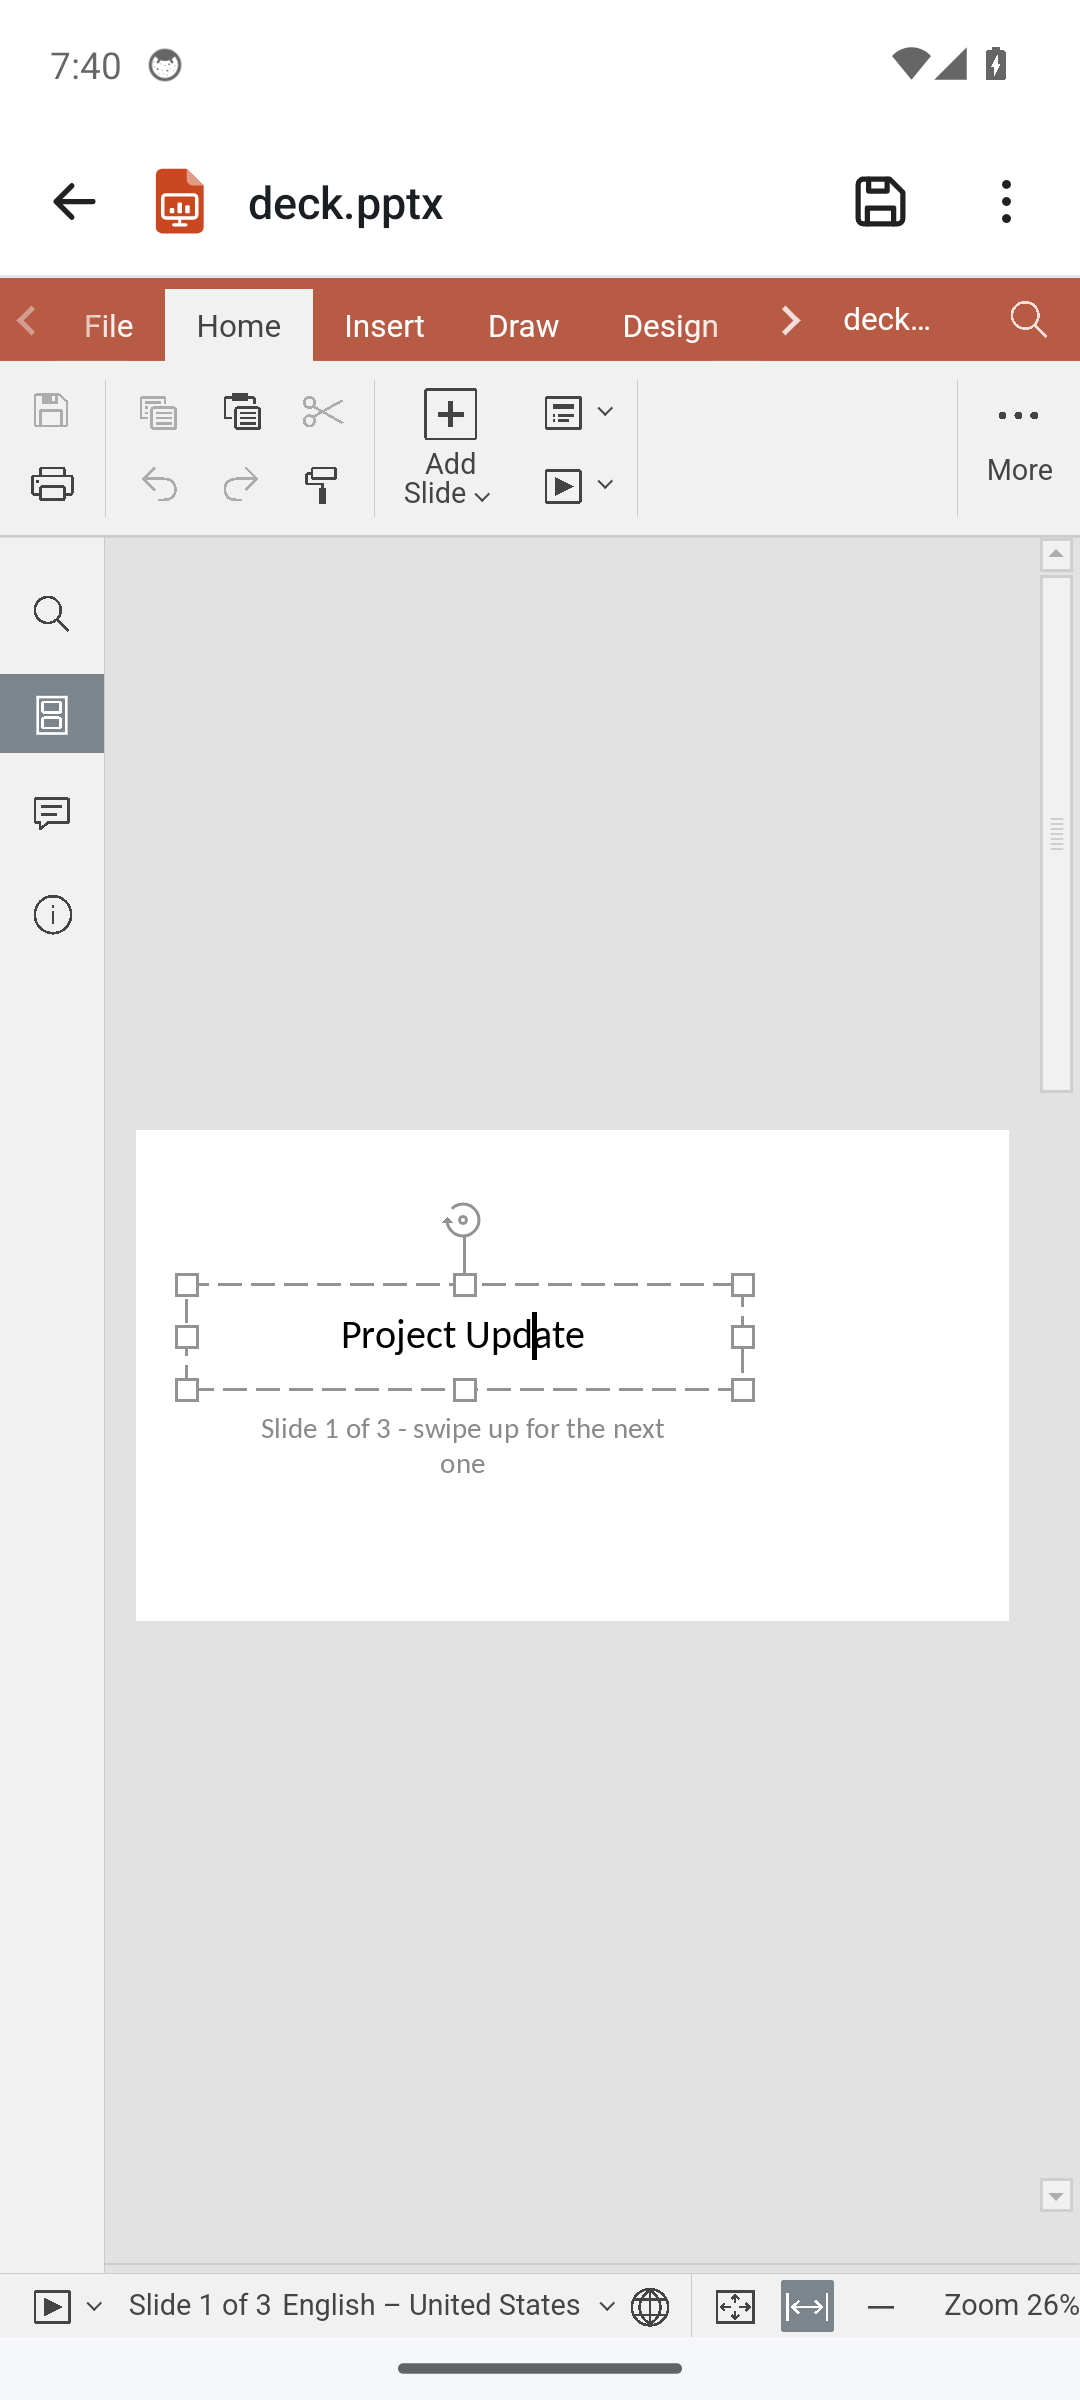 7:40
deck.pptx
File Home Insert Draw Design deck...
Add
Slide
More
Project Update
Slide 1 of 3 - swipe up for the next
one
Slide 1 of 3 English – United States Zoom 26%